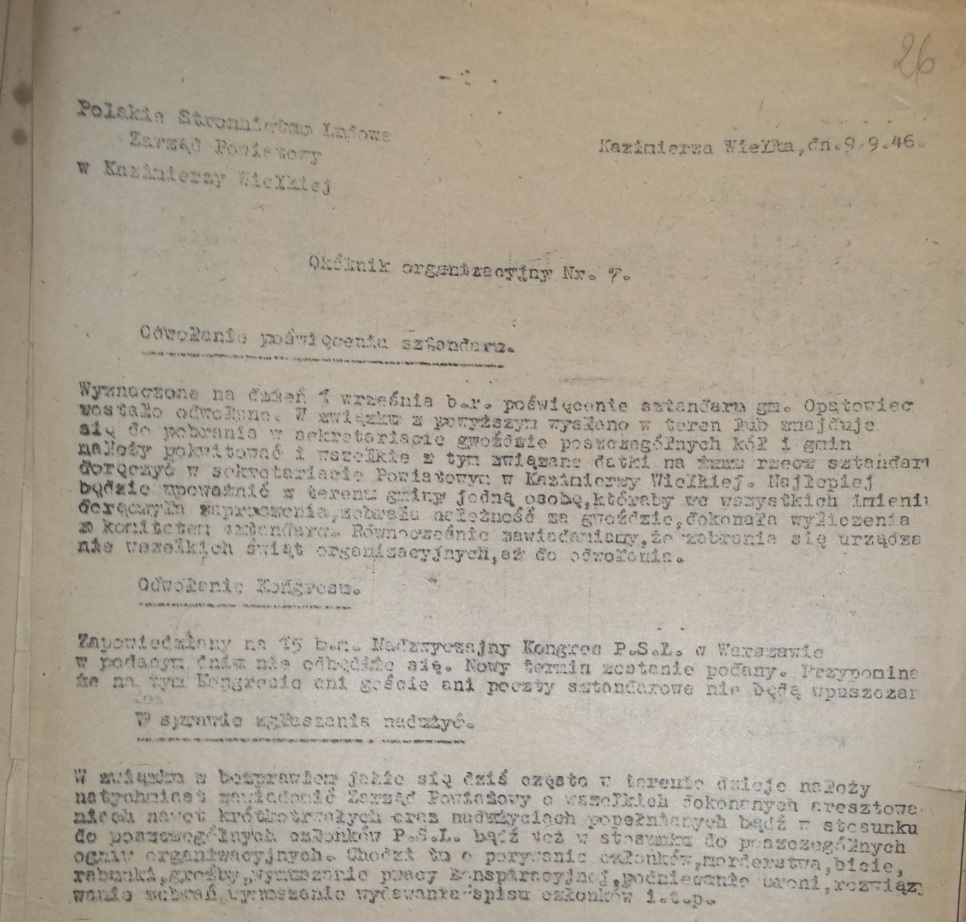 26
- 1 -
Polskie Stronnictwo Ludowe
Zarząd Powiatowy
w Kazimierzy Wielkiej
Kazimierza Wielka,dn.9.9.46.
Okólnik organizacyjny Nr. 7.
Odwołanie poświęcenia sztandaru.
Wyznaczone na dzień 1 września b.r. poświęcenie sztandaru gm. Opatowiec
zostało odwołane. W związku z powyższym wysłano w teren lub znajduje
się do pobrania w sekretariacie gwoździe poszczególnych kół i gmin
należy pokwitować i wszelkie z tym związane datki na rzecz sztandaru
doręczyć w sekretariacie Powiatowym w Kazimierzy Wielkiej. Najlepiej
będzie upoważnić z terenu gminy jedną osobę,któraby we wszystkich imieniu
doręczyła zaproszenia,zebrała należność za gwoździe,dokonała wyliczenia
z komitetem sztandaru. Równocześnie zawiadamiamy,że zabrania się urządza
nie wszelkich świąt organizacyjnych,aż do odwołania.
Odwołanie Kongresu.
Zapowiedziany na 15 b.m. Nadzwyczajny Kongres P.S.L. w Warszawie
w podanym dniu nie odbędzie się. Nowy termin zostanie podany. Przypomina
że na tym Kongresie ani goście ani poczty sztandarowe nie będą wpuszczan
W sprawie zgłaszania nadużyć.
W związku z bezprawiem jakie się dziś często w terenie dzieje należy
natychmiast zawiadomić Zarząd Powiatowy o wszelkich dokonanych aresztowa
niach nawet krótkotrwałych oraz nadużyciach popełnianych bądź w stosunku
do poszczególnych członków P.S.L. bądź też w stosunku do poszczególnych
ogniw organizacyjnych. Chodzi tu o porywanie członków,morderstwa,bicie,
rabunki,groźby,wymuszanie pracy konspiracyjnej,podrzucanie broni,rozwiązy
wanie zebrań,wymuszanie wydawania spisu członków i.t.p.